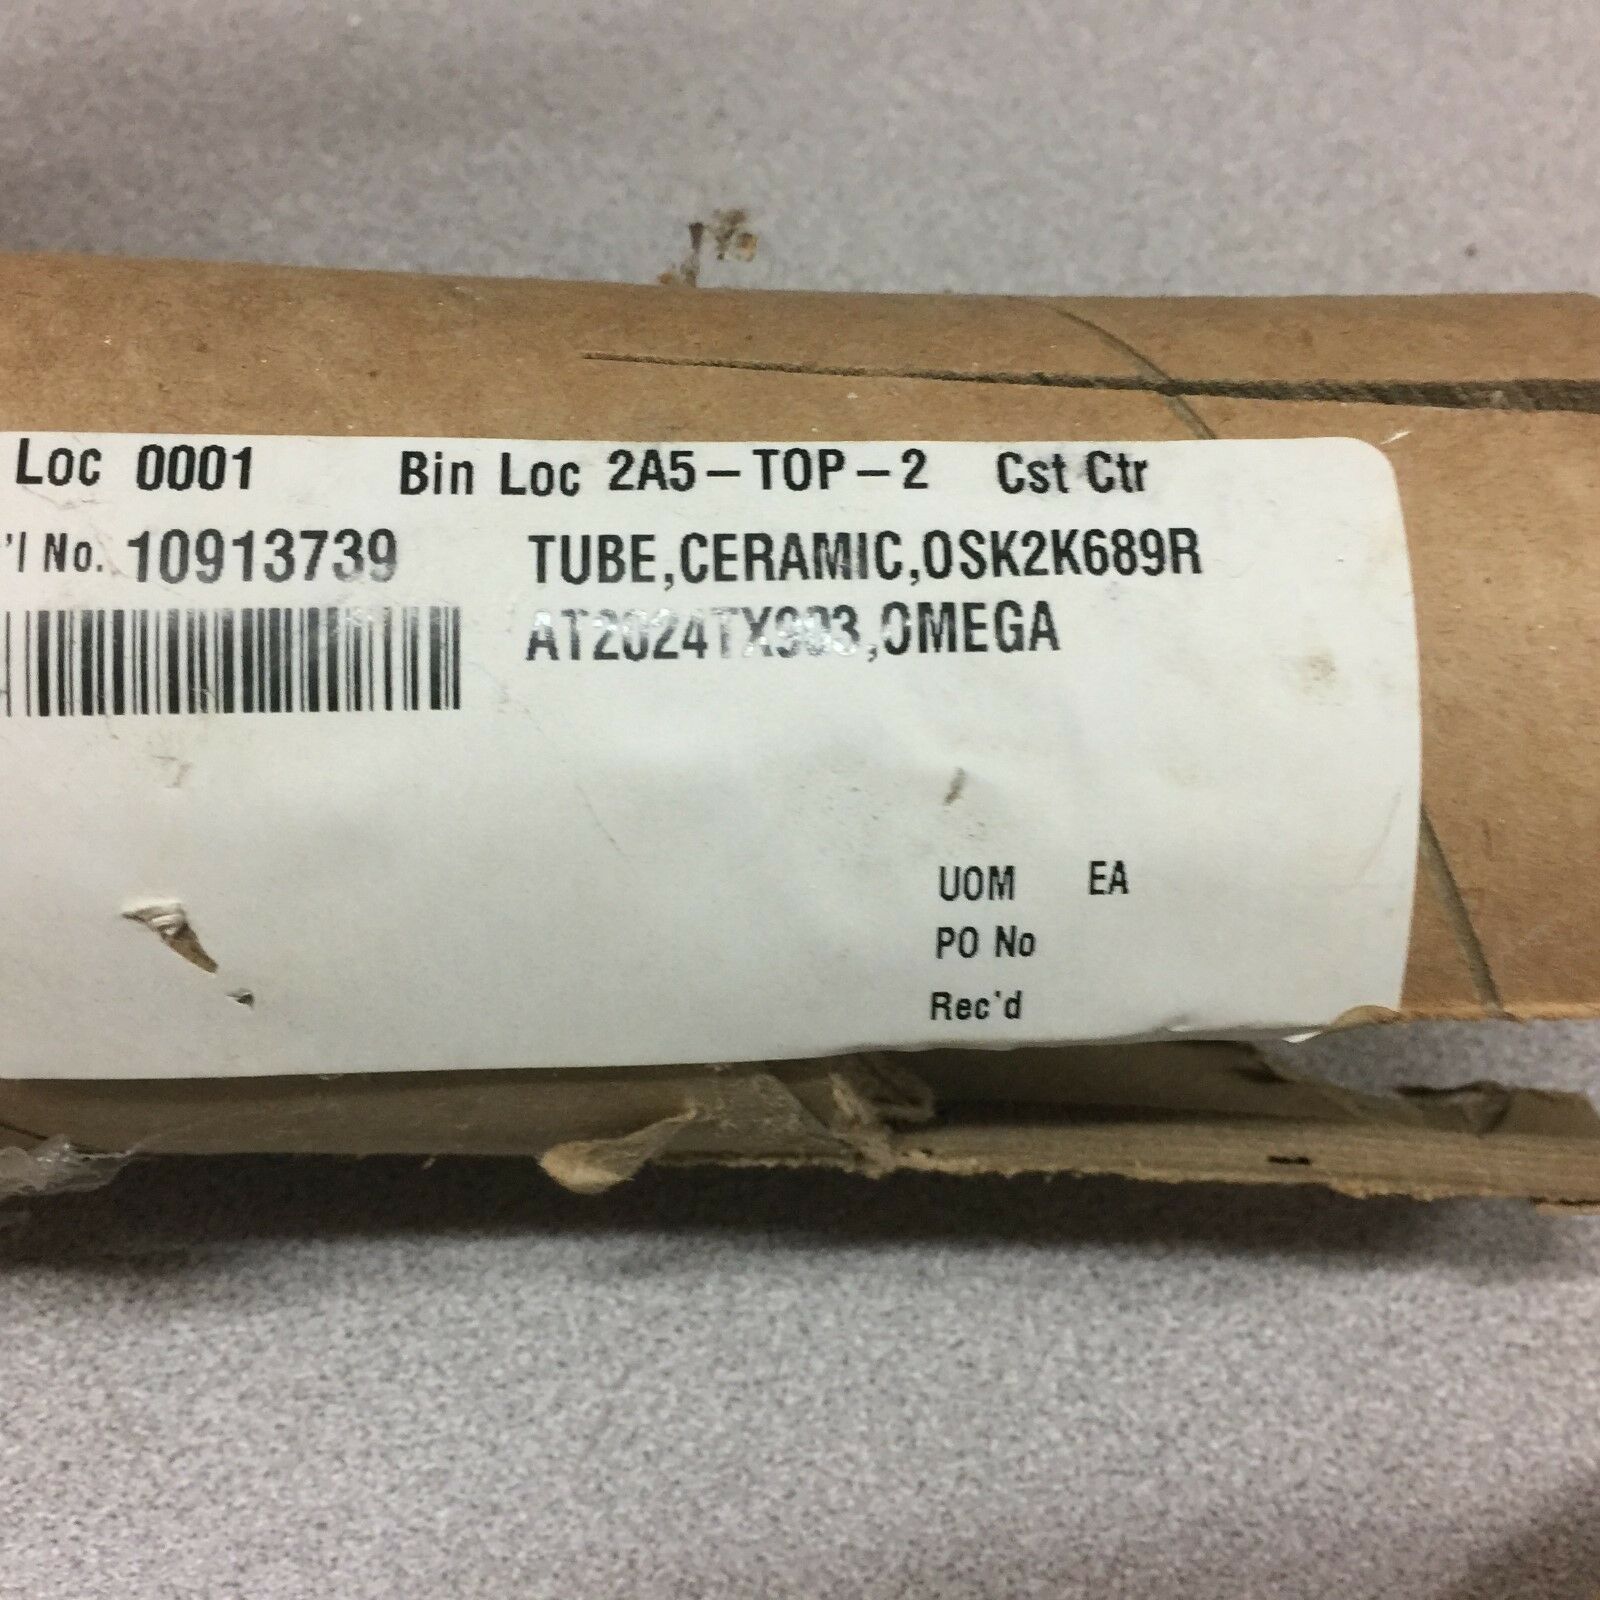 Loc 0001 Bin Loc 2A5-TOP-2 Cst Ctr
'l No. 10913739 TUBE,CERAMIC,OSK2K689R
AT2024TX903,OMEGA
UOM EA
PO No
Rec'd